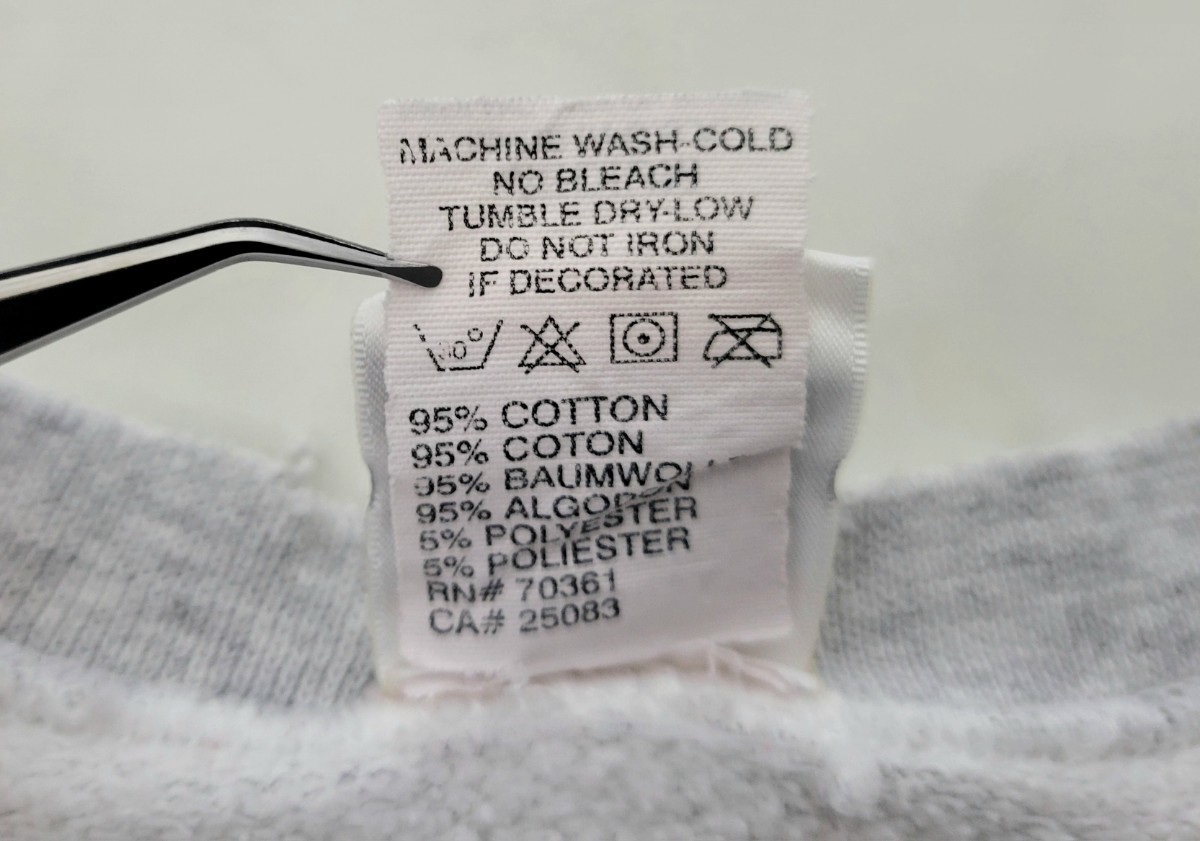 MACHINE WASH-COLD
NO BLEACH
TUMBLE DRY-LOW
DO NOT IRON
IF DECORATED
30°
95% COTTON
95% COTON
95%
95% ALGODON
5% POLYESTER
5% POLIESTER
RN# 70361
CA# 25083